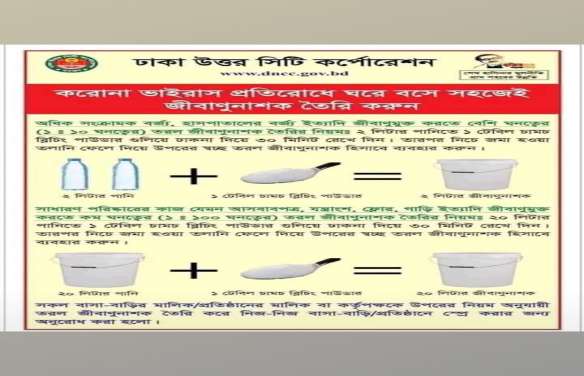 ঢাকা উত্তর সিটি কর্পোরেশন
www.dncc.gov.bd
করোনা ভাইরাস প্রতিরোধে ঘরে বসে সহজেই
জীবাণুনাশক তৈরি করুন
অধিক সংক্রামক বর্জ্য, হাসপাতালের বর্জ্য ইত্যাদি জীবাণুমুক্ত করতে বেশি ঘনত্বের
(১ ঃ ১০ ঘনত্বের) তরল জীবাণুনাশক তৈরির নিয়মঃ ২ লিটার পানিতে ১ টেবিল চামচ
ব্লিচিং পাউডার গুলিয়ে ঢাকনা দিয়ে ৩০ মিনিট রেখে দিন। তারপর নিচে জমা হওয়া
তলানি ফেলে দিয়ে উপরের স্বচ্ছ তরল জীবাণুনাশক হিসাবে ব্যবহার করুন।
২ লিটার পানি
১ টেবিল চামচ ব্লিচিং পাউডার
২ লিটার জীবাণুনাশক
সাধারণ পরিষ্কারের কাজ যেমন আসবাবপত্র, যন্ত্রাংশ, ফ্লোর, গাড়ি ইত্যাদি জীবাণুমুক্ত
করতে কম ঘনত্বের (১ ঃ ১০০ ঘনত্বের) তরল জীবাণুনাশক তৈরির নিয়মঃ ২০ লিটার
পানিতে ১ টেবিল চামচ ব্লিচিং পাউডার গুলিয়ে ঢাকনা দিয়ে ৩০ মিনিট রেখে দিন।
তারপর নিচে জমা হওয়া তলানি ফেলে দিয়ে উপরের স্বচ্ছ তরল জীবাণুনাশক হিসাবে
ব্যবহার করুন।
২০ লিটার পানি
১ টেবিল চামচ ব্লিচিং পাউডার
২০ লিটার জীবাণুনাশক
সকল বাসা-বাড়ির মালিক/প্রতিষ্ঠানের মালিক বা কর্তৃপক্ষকে উপরের নিয়ম অনুযায়ী
তরল জীবাণুনাশক তৈরি করে নিজ-নিজ বাসা-বাড়ি/প্রতিষ্ঠানে স্প্রে করার জন্য
অনুরোধ করা হলো।